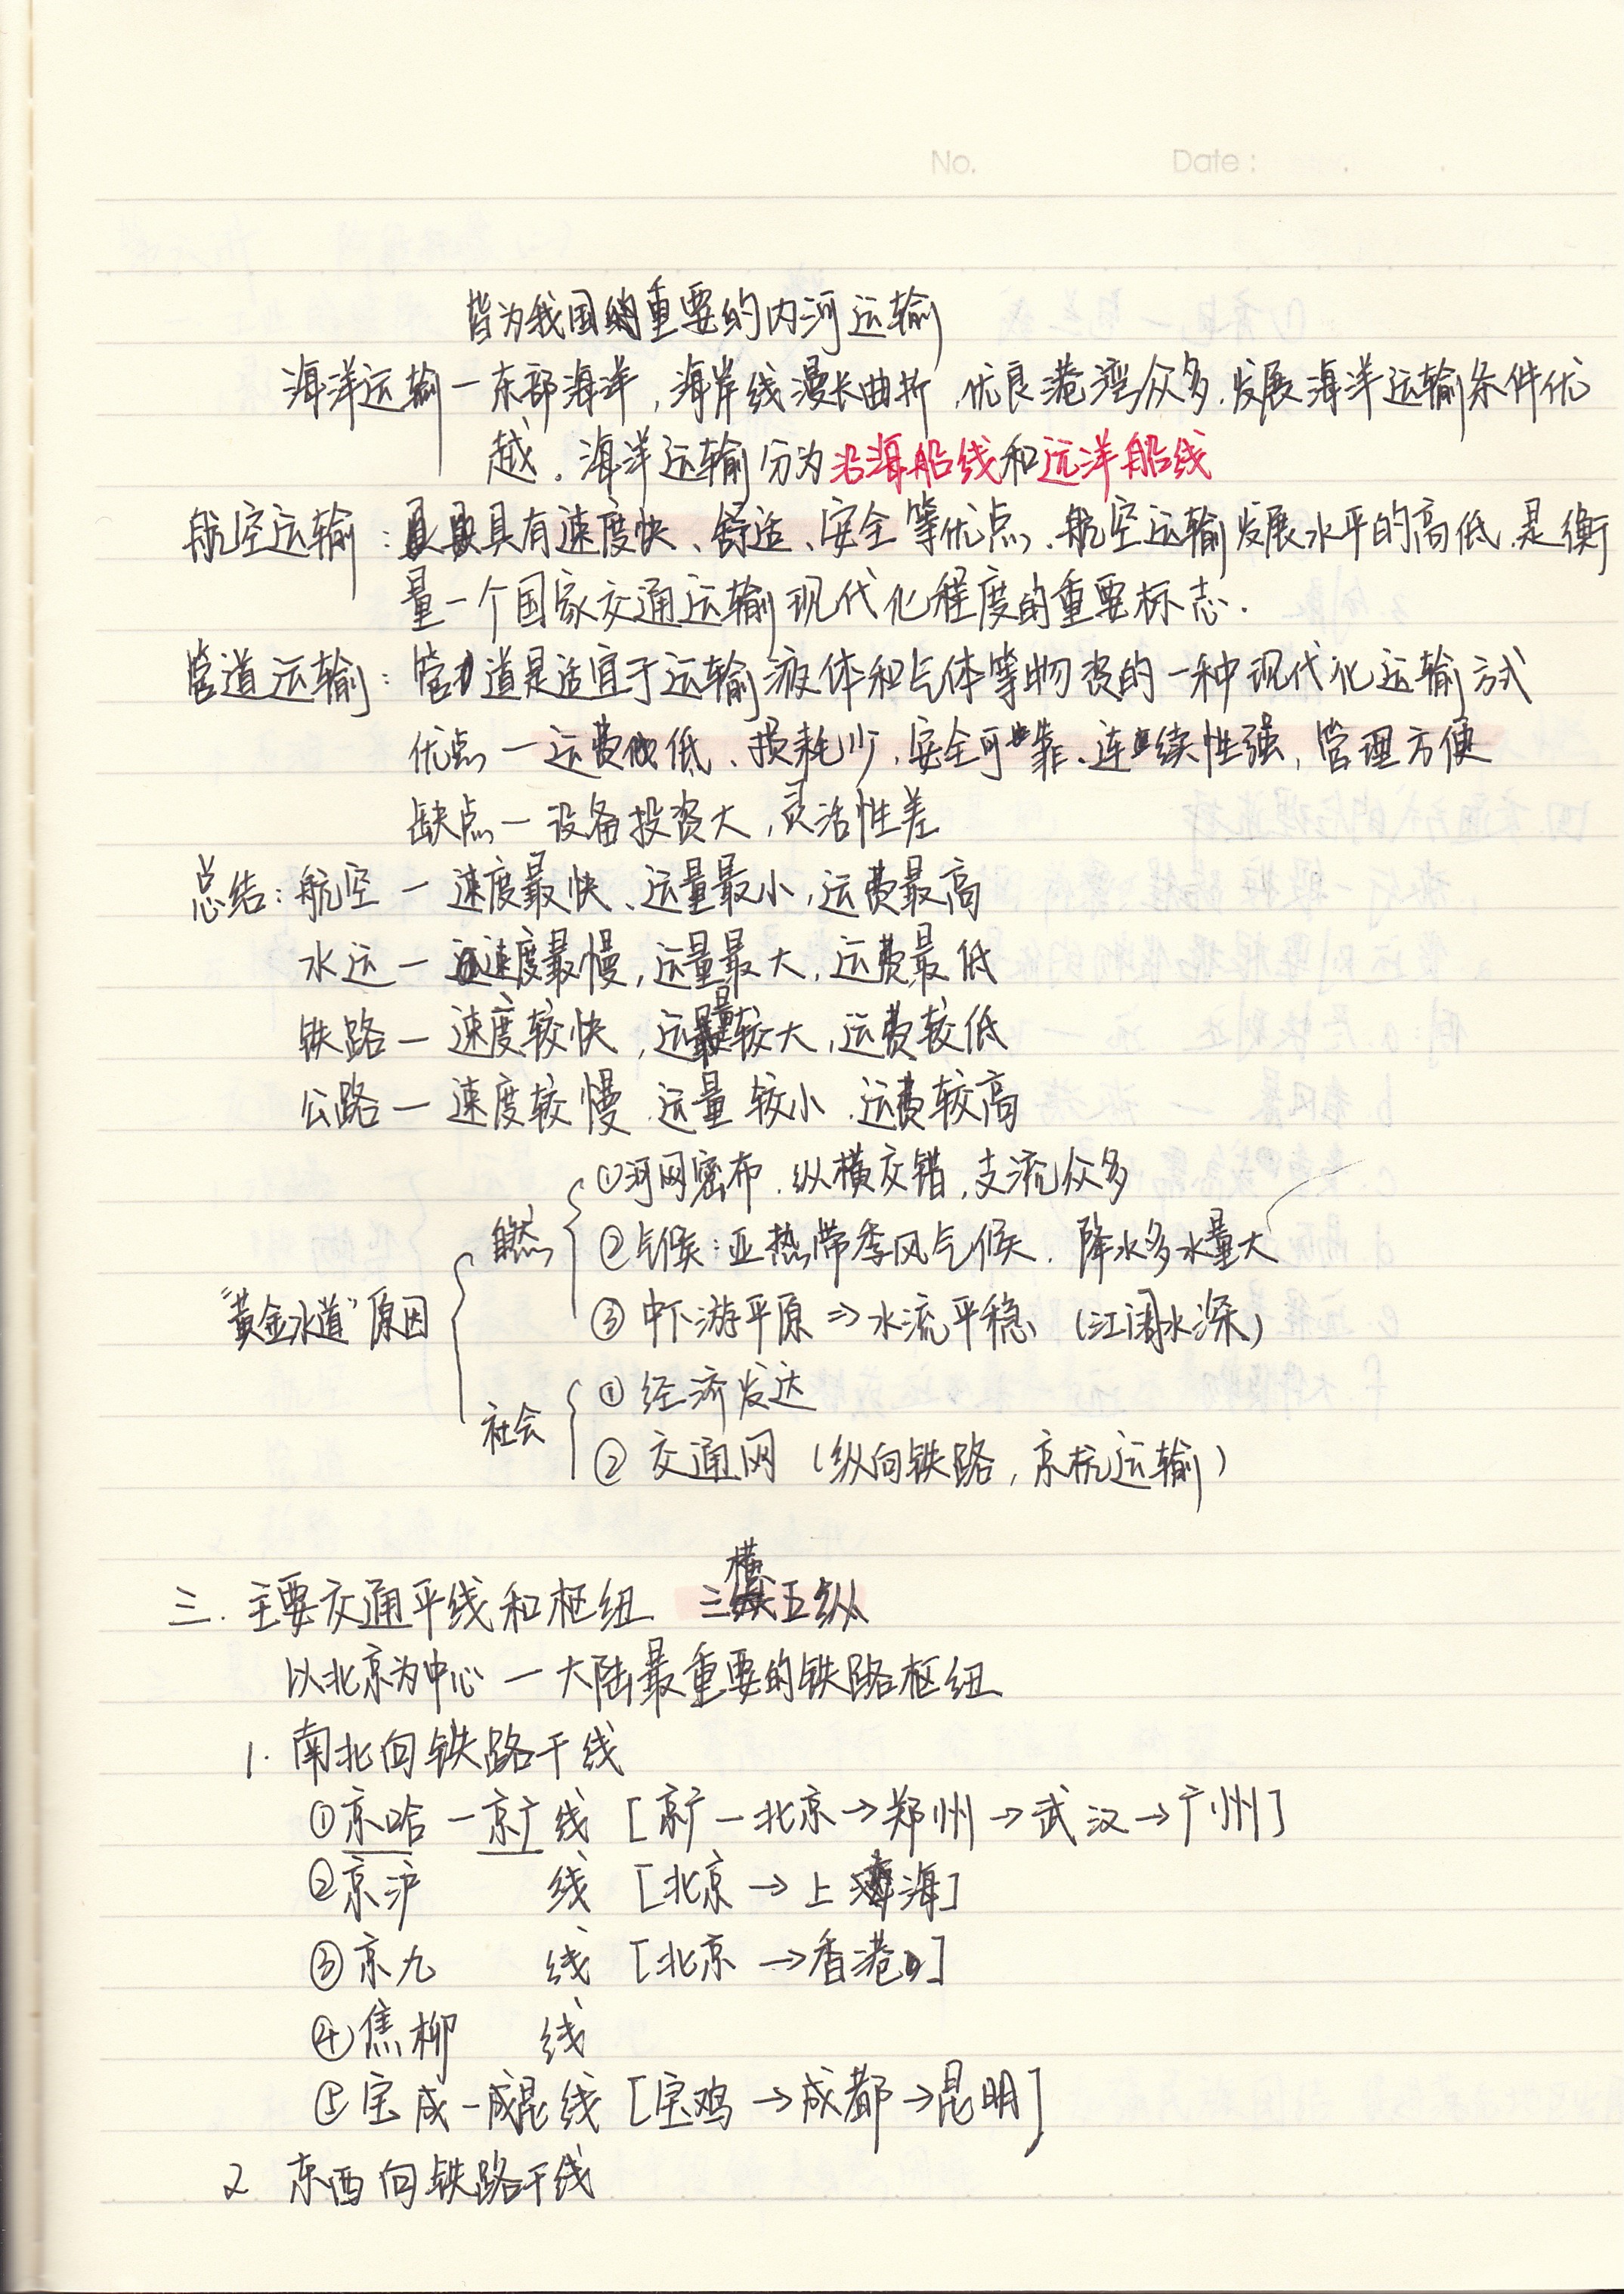 No.    Date:
皆为我国的重要的内河运输
海洋运输—东部海洋，海岸线漫长曲折，优良港湾众多，发展海洋运输条件优
越，海洋运输分为沿海船线和远洋船线
航空运输：具有速度快、舒适、安全等优点、航空运输发展水平的高低，是衡
量一个国家交通运输现代化程度的重要标志.
管道运输：管道是适宜于运输液体和气体等物资的一种现代化运输方式
优点—运费低、损耗少，安全可靠、连续性强，管理方便
缺点—设备投资大，灵活性差
总结：航空—速度最快、运量最小，运费最高
水运—速度最慢，运量最大，运费最低
铁路—速度较快，运量较大，运费较低
公路—速度较慢.运量较小.运费较高
"黄金水道"原因
自然
①河网密布.纵横交错，支流众多
②气候：亚热带季风气候.降水多水量大
③中下游平原⇒水流平稳（江阔水深）
社会
①经济发达
②交通网（纵向铁路，京杭运输）
三.主要交通平线和枢纽 三横五纵
以北京为中心—大陆最重要的铁路枢纽
1.南北向铁路干线
①京哈—京广线[京广—北京→郑州→武汉→广州]
②京沪 线[北京→上海]
③京九 线[北京→香港]
④焦柳 线
⑤宝成—成昆线[宝鸡→成都→昆明]
2 东西向铁路干线